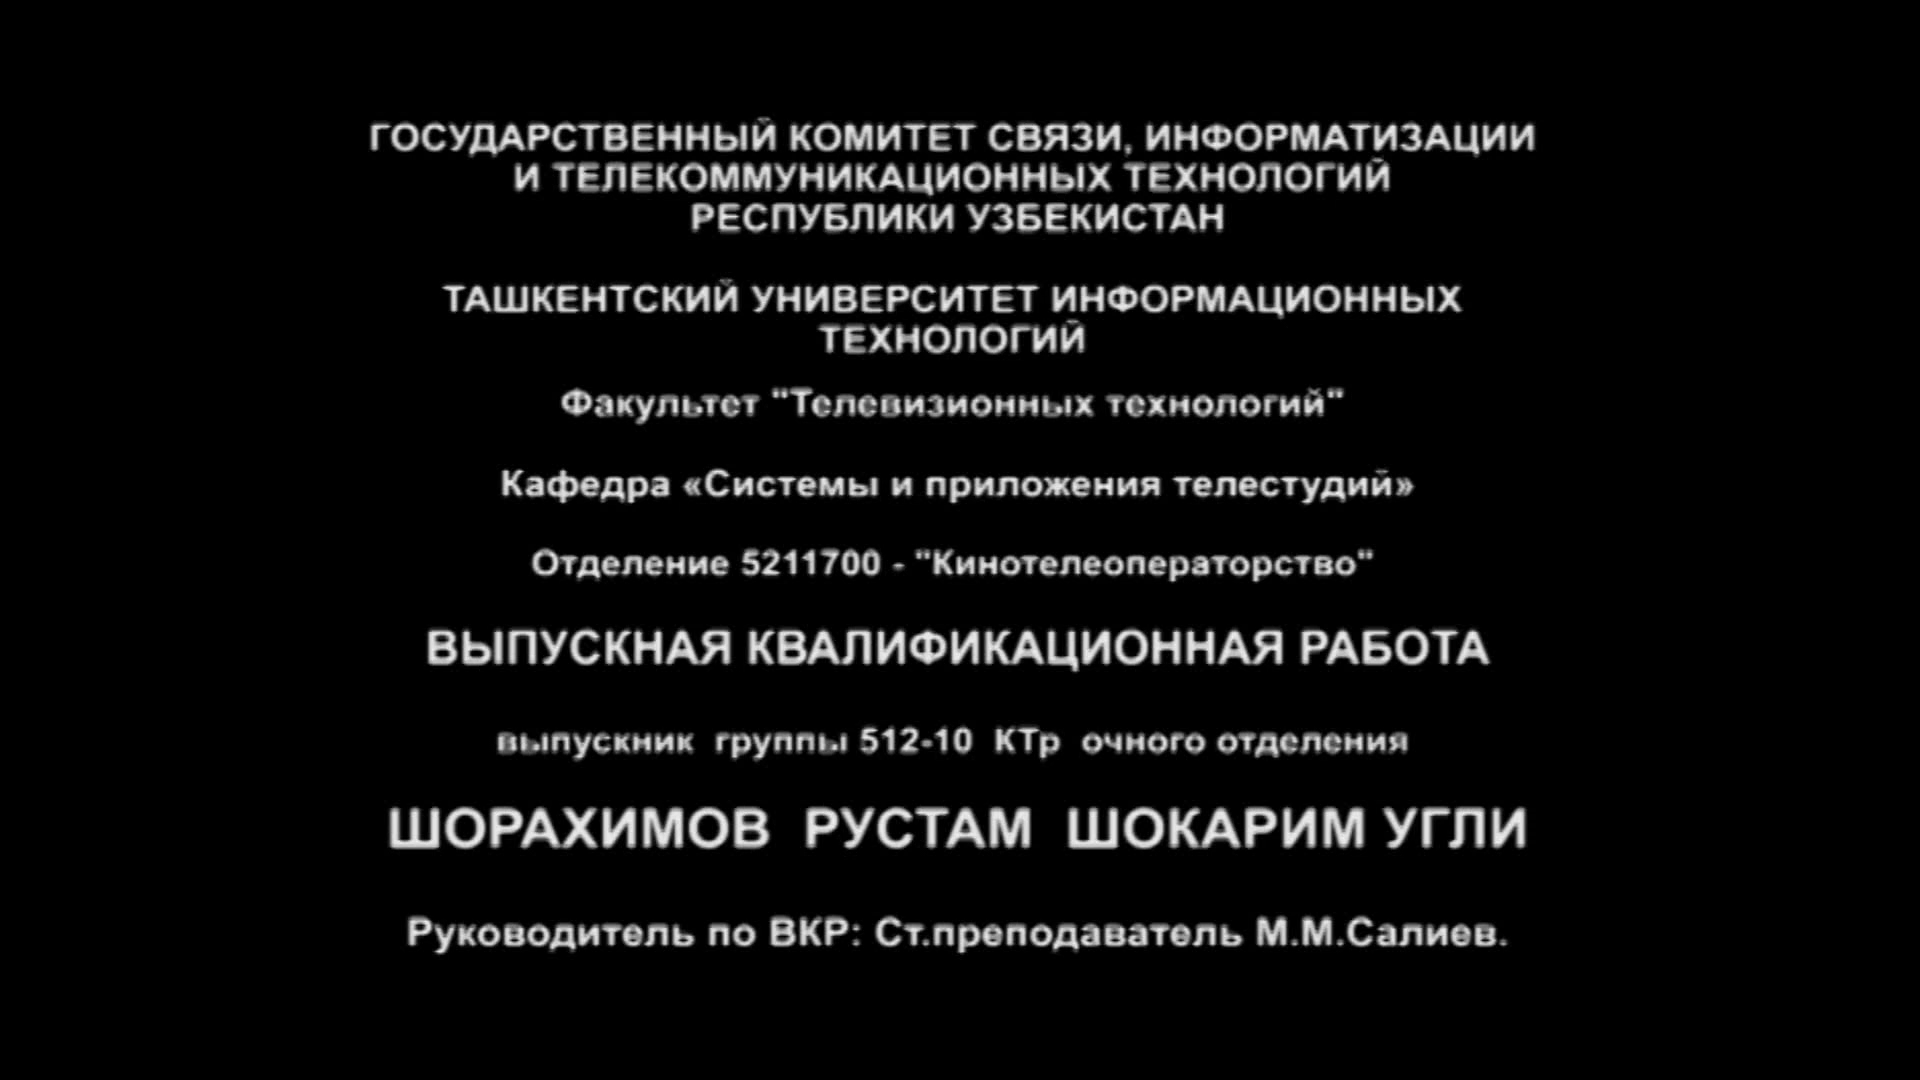 ГОСУДАРСТВЕННЫЙ КОМИТЕТ СВЯЗИ, ИНФОРМАТИЗАЦИИ
И ТЕЛЕКОММУНИКАЦИОННЫХ ТЕХНОЛОГИЙ
РЕСПУБЛИКИ УЗБЕКИСТАН
ТАШКЕНТСКИЙ УНИВЕРСИТЕТ ИНФОРМАЦИОННЫХ
ТЕХНОЛОГИЙ
Факультет "Телевизионных технологий"
Кафедра «Системы и приложения телестудий»
Отделение 5211700 - "Кинотелеоператорство"
ВЫПУСКНАЯ КВАЛИФИКАЦИОННАЯ РАБОТА
выпускник группы 512-10 КТр очного отделения
ШОРАХИМОВ РУСТАМ ШОКАРИМ УГЛИ
Руководитель по ВКР: Ст.преподаватель М.М.Салиев.